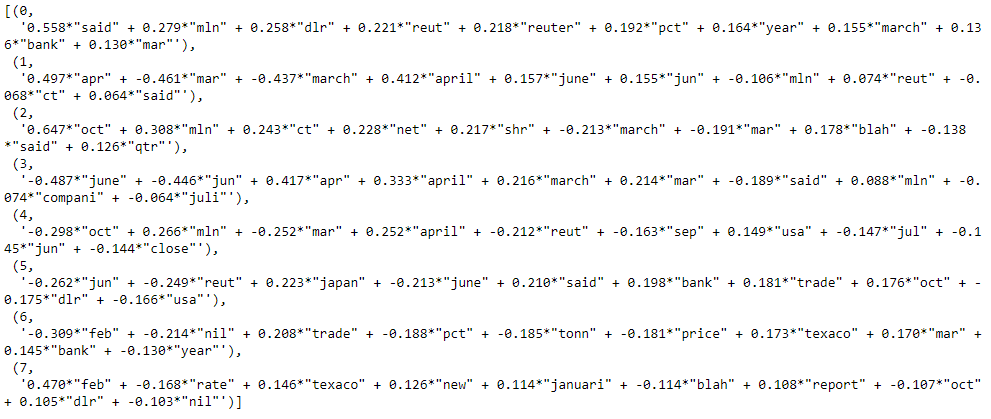 [(0,
'0.558*"said" + 0.279*"mln" + 0.258*"dlr" + 0.221*"reut" + 0.218*"reuter" + 0.192*"pct" + 0.164*"year" + 0.155*"march" + 0.13
6*"bank" + 0.130*"mar"'),
(1,
'0.497*"apr" + -0.461*"mar" + -0.437*"march" + 0.412*"april" + 0.157*"june" + 0.155*"jun" + -0.106*"mln" + 0.074*"reut" + -0.
068*"ct" + 0.064*"said"'),
(2,
'0.647*"oct" + 0.308*"mln" + 0.243*"ct" + 0.228*"net" + 0.217*"shr" + -0.213*"march" + -0.191*"mar" + 0.178*"blah" + -0.138
*"said" + 0.126*"qtr"'),
(3,
'-0.487*"june" + -0.446*"jun" + 0.417*"apr" + 0.333*"april" + 0.216*"march" + 0.214*"mar" + -0.189*"said" + 0.088*"mln" + -0.
074*"compani" + -0.064*"juli"'),
(4,
'-0.298*"oct" + 0.266*"mln" + -0.252*"mar" + 0.252*"april" + -0.212*"reut" + -0.163*"sep" + 0.149*"usa" + -0.147*"jul" + -0.1
45*"jun" + -0.144*"close"'),
(5,
'-0.262*"jun" + -0.249*"reut" + 0.223*"japan" + -0.213*"june" + 0.210*"said" + 0.198*"bank" + 0.181*"trade" + 0.176*"oct" + -
0.175*"dlr" + -0.166*"usa"'),
(6,
'-0.309*"feb" + -0.214*"nil" + 0.208*"trade" + -0.188*"pct" + -0.185*"tonn" + -0.181*"price" + 0.173*"texaco" + 0.170*"mar" +
0.145*"bank" + -0.130*"year"'),
(7,
'0.470*"feb" + -0.168*"rate" + 0.146*"texaco" + 0.126*"new" + 0.114*"januari" + -0.114*"blah" + 0.108*"report" + -0.107*"oct"
+ 0.105*"dlr" + -0.103*"nil"')]